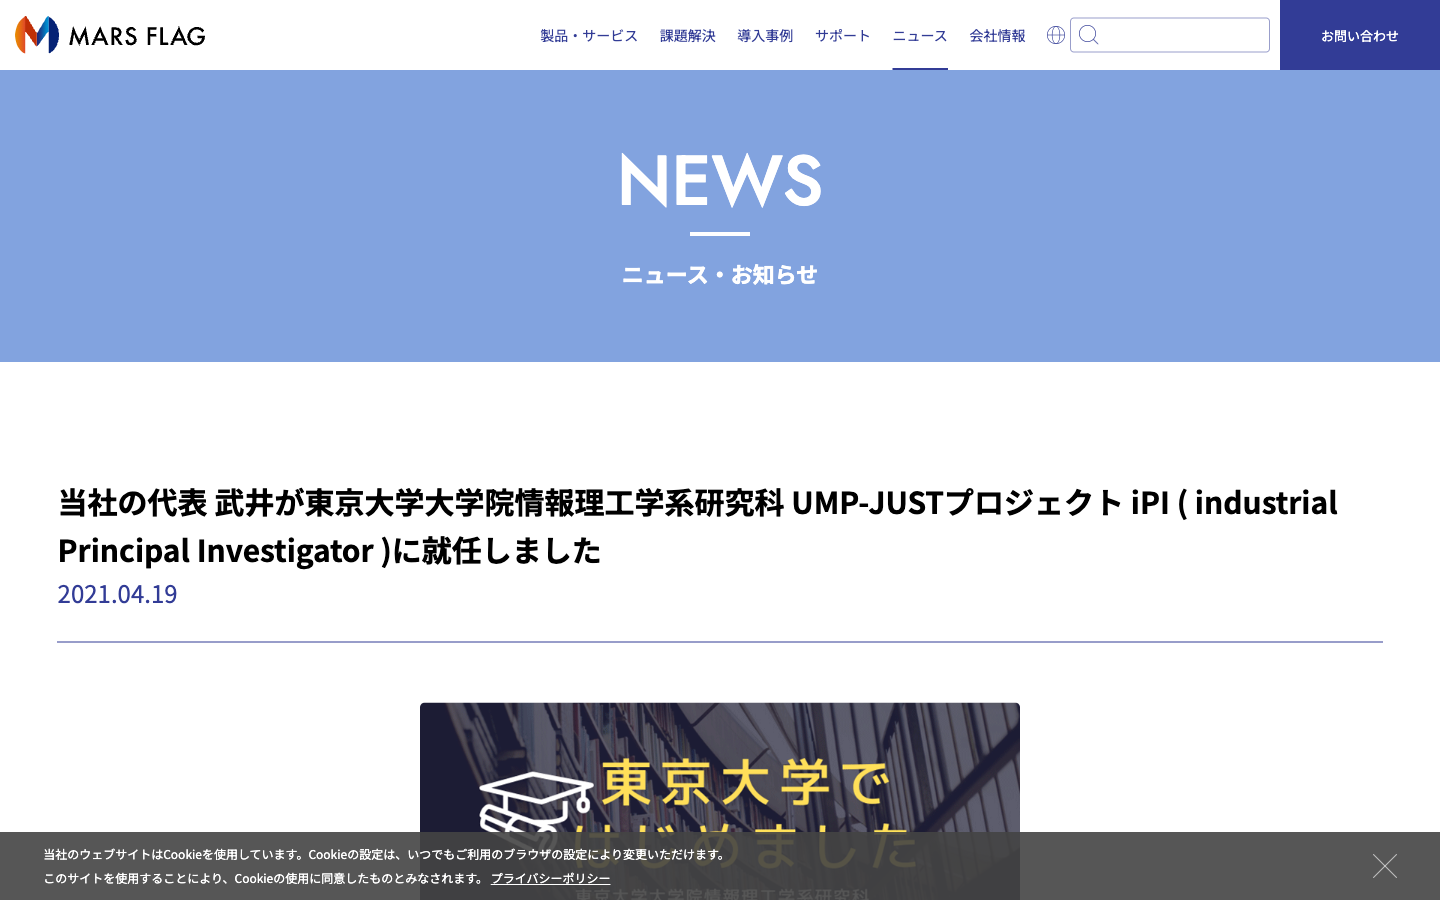 MARS FLAG
製品・サービス
課題解決
導入事例
サポート
ニュース
会社情報
お問い合わせ
NEWS
ニュース・お知らせ
当社の代表 武井が東京大学大学院情報理工学系研究科 UMP-JUSTプロジェクト iPI ( industrial
Principal Investigator )に就任しました
2021.04.19
東京大学で
はじめました
東京大学大学院情報理工学系研究科
当社のウェブサイトはCookieを使用しています。Cookieの設定は、いつでもご利用のブラウザの設定により変更いただけます。
このサイトを使用することにより、Cookieの使用に同意したものとみなされます。 プライバシーポリシー